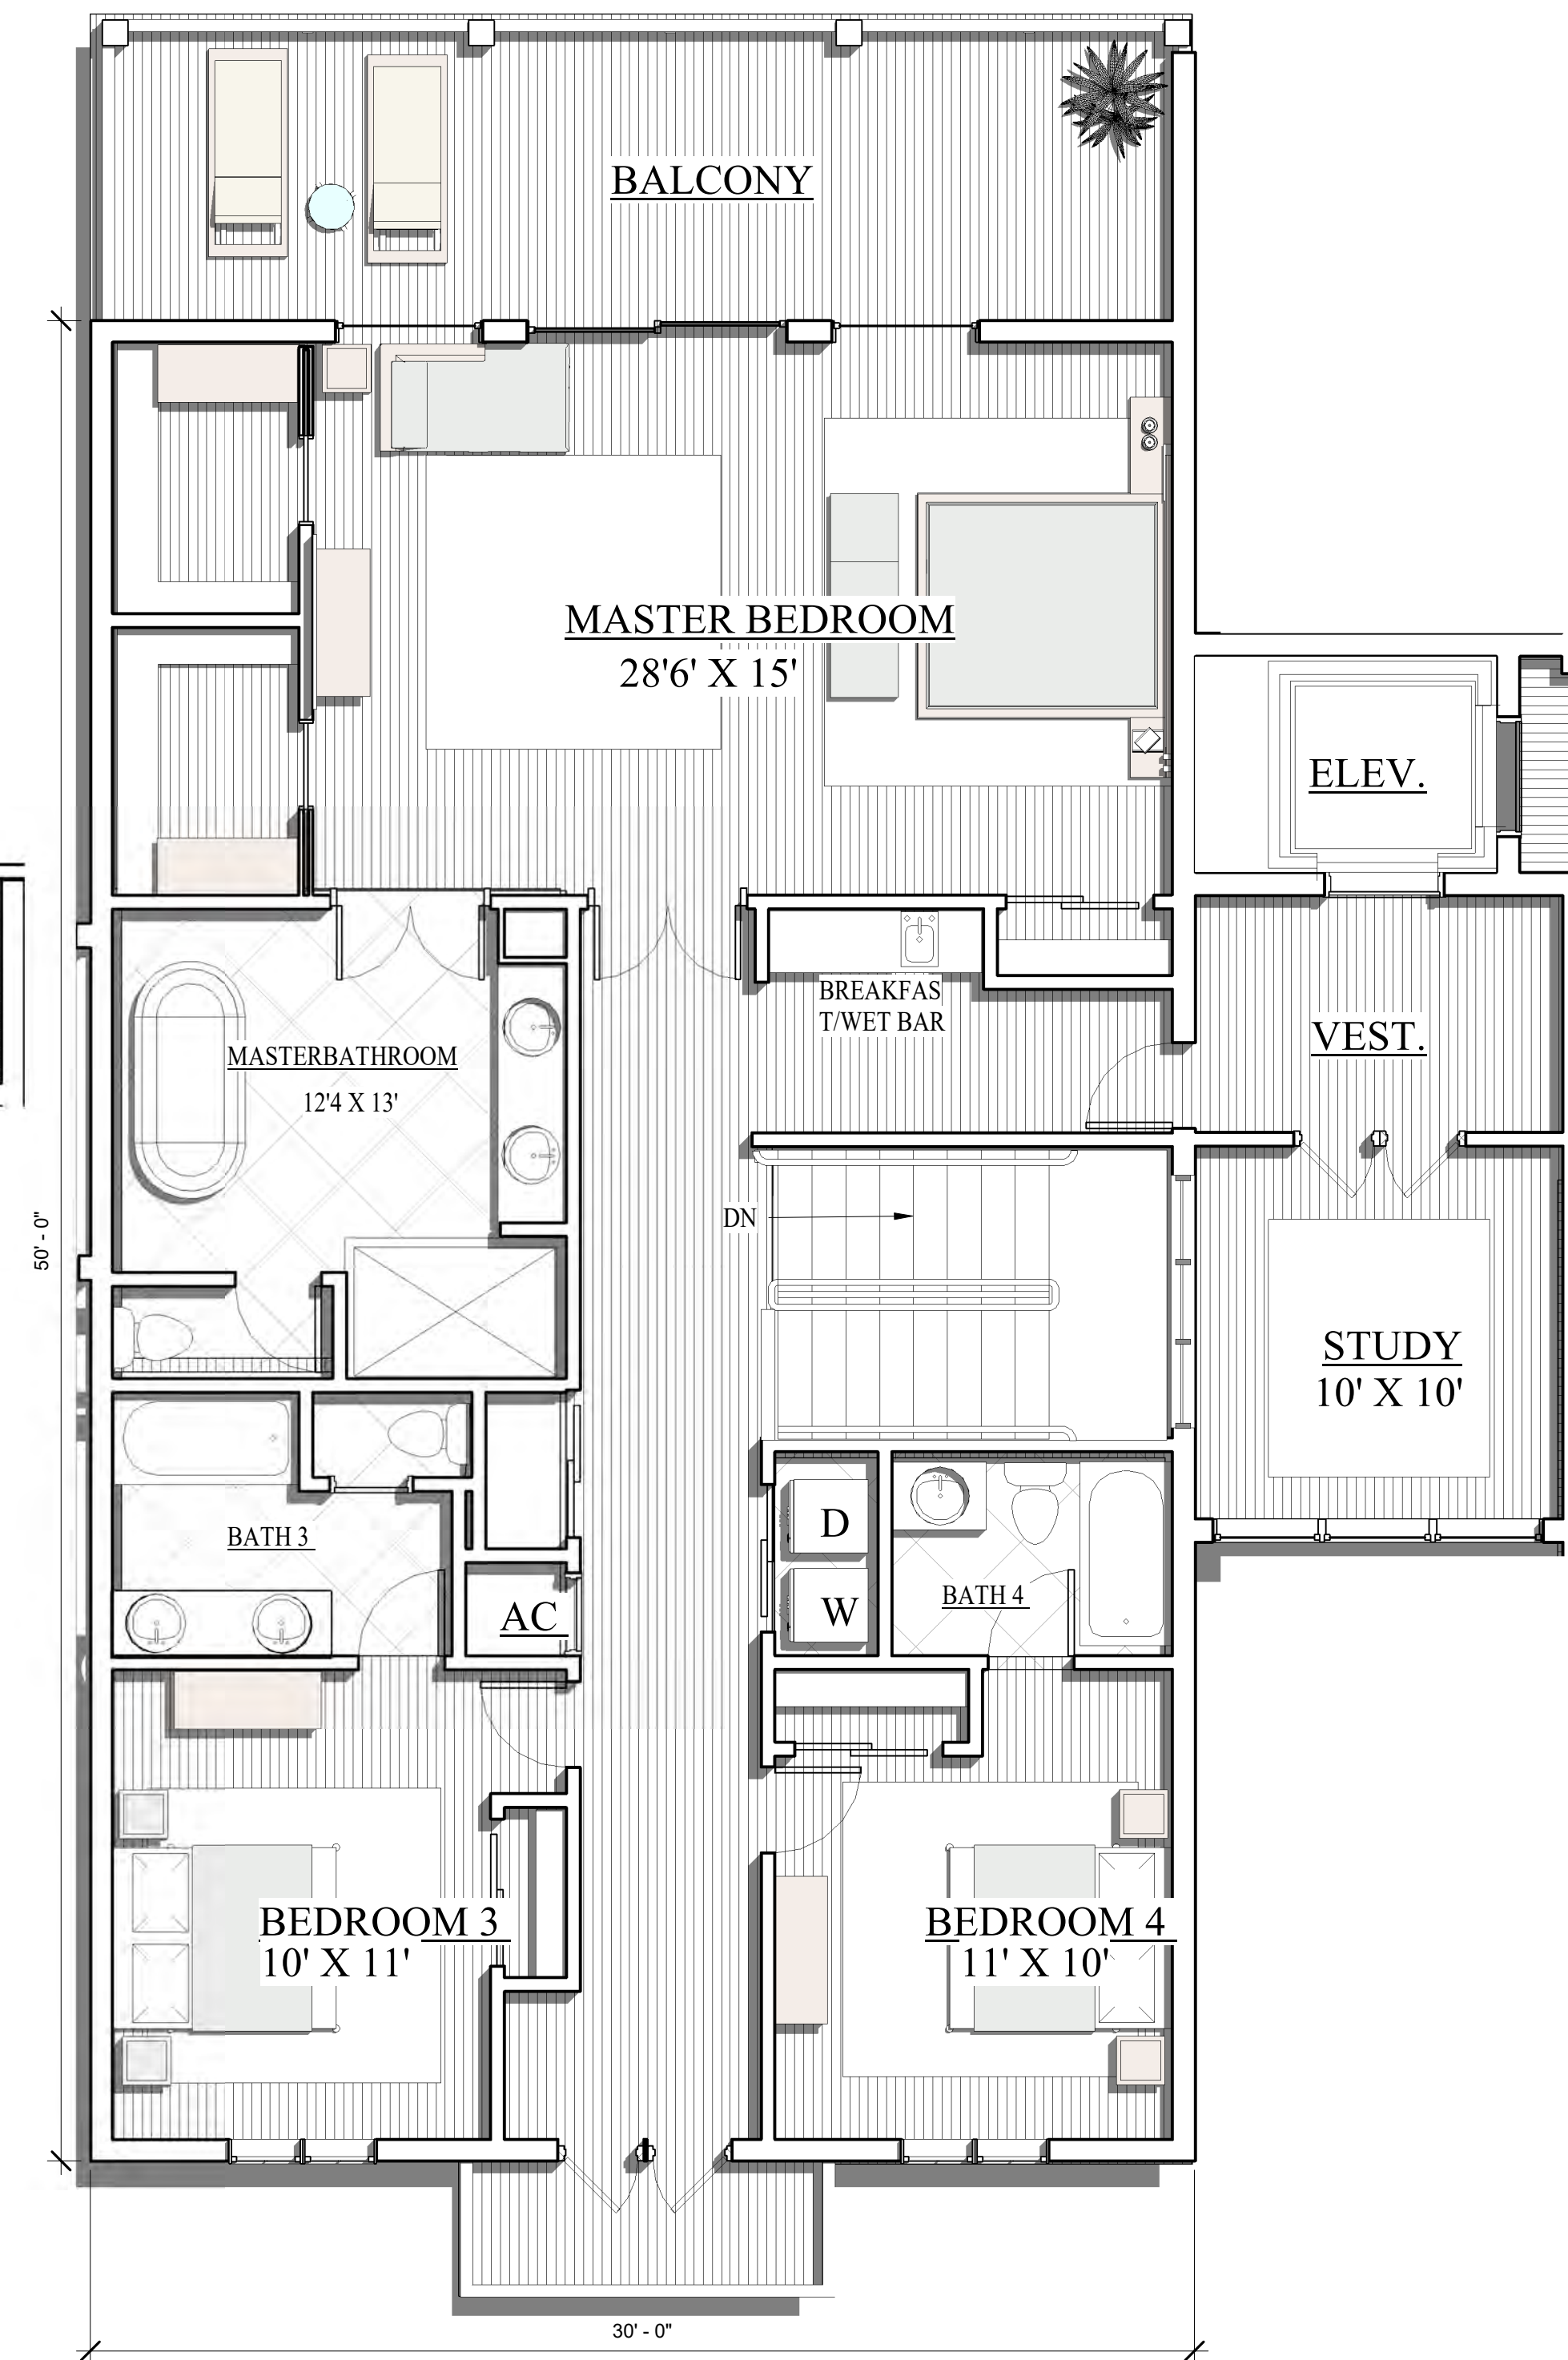 BALCONY
MASTER BEDROOM
28'6' X 15'
ELEV.
BREAKFAS
T/WET BAR
VEST.
MASTERBATHROOM
12'4 X 13'
50' - 0"
DN
STUDY
10' X 10'
D
BATH 3
BATH 4
W
AC
BEDROOM 3
10' X 11'
BEDROOM 4
11' X 10'
30' - 0"